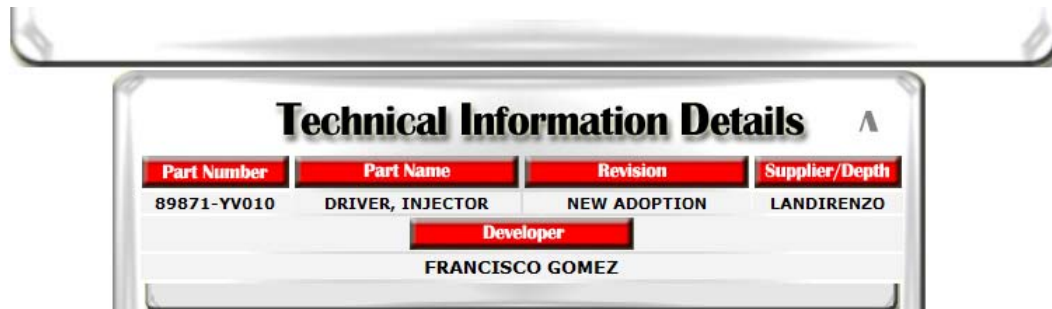 Technical Information Details
Part Number Part Name Revision Supplier/Depth
89871-YV010 DRIVER, INJECTOR NEW ADOPTION LANDIRENZO
Developer
FRANCISCO GOMEZ